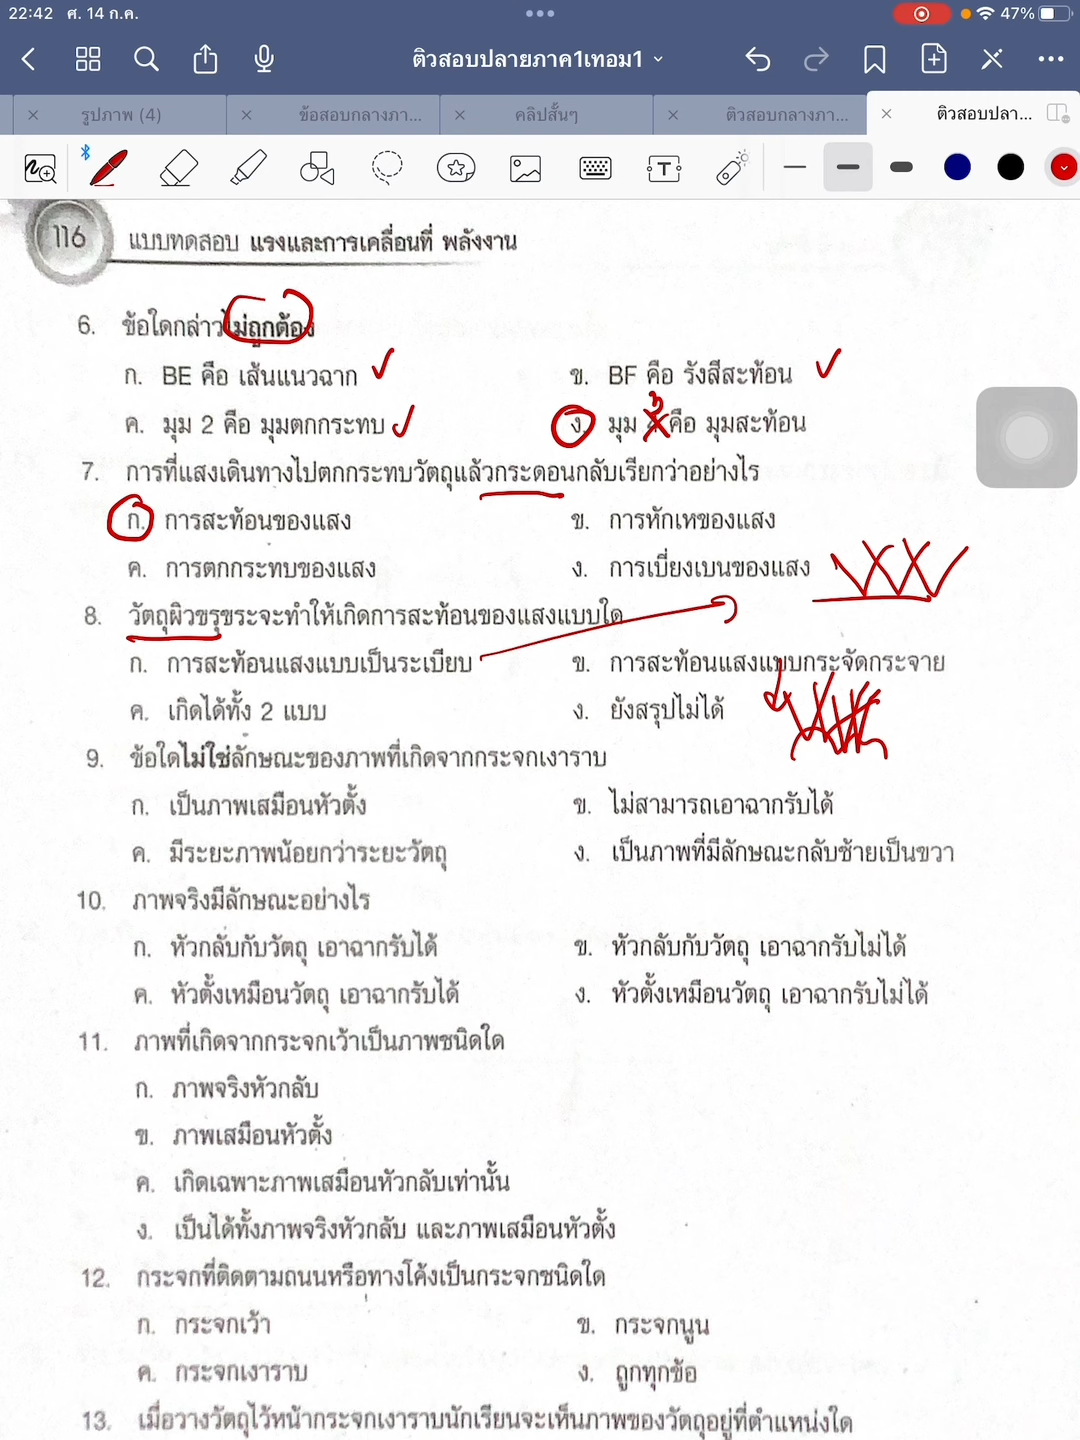 22:42 ศ. 14 ก.ค.
47%
ติวสอบปลายภาค1เทอม1
รูปภาพ (4)
ข้อสอบกลางภา...
คลิปสั้นๆ
ติวสอบกลางภา...
ติวสอบปลา...
116 แบบทดสอบ แรงและการเคลื่อนที่ พลังงาน
6. ข้อใดกล่าวไม่ถูกต้อง
ก. BE คือ เส้นแนวฉาก ข. BF คือ รังสีสะท้อน
ค. มุม 2 คือ มุมตกกระทบ ง. มุม 3 คือ มุมสะท้อน
7. การที่แสงเดินทางไปตกกระทบวัตถุแล้วกระดอนกลับเรียกว่าอย่างไร
ก. การสะท้อนของแสง ข. การหักเหของแสง
ค. การตกกระทบของแสง ง. การเบี่ยงเบนของแสง
8. วัตถุผิวขรุขระจะทำให้เกิดการสะท้อนของแสงแบบใด
ก. การสะท้อนแสงแบบเป็นระเบียบ ข. การสะท้อนแสงแบบกระจัดกระจาย
ค. เกิดได้ทั้ง 2 แบบ ง. ยังสรุปไม่ได้
9. ข้อใดไม่ใช่ลักษณะของภาพที่เกิดจากกระจกเงาราบ
ก. เป็นภาพเสมือนหัวตั้ง ข. ไม่สามารถเอาฉากรับได้
ค. มีระยะภาพน้อยกว่าระยะวัตถุ ง. เป็นภาพที่มีลักษณะกลับซ้ายเป็นขวา
10. ภาพจริงมีลักษณะอย่างไร
ก. หัวกลับกับวัตถุ เอาฉากรับได้ ข. หัวกลับกับวัตถุ เอาฉากรับไม่ได้
ค. หัวตั้งเหมือนวัตถุ เอาฉากรับได้ ง. หัวตั้งเหมือนวัตถุ เอาฉากรับไม่ได้
11. ภาพที่เกิดจากกระจกเว้าเป็นภาพชนิดใด
ก. ภาพจริงหัวกลับ
ข. ภาพเสมือนหัวตั้ง
ค. เกิดเฉพาะภาพเสมือนหัวกลับเท่านั้น
ง. เป็นได้ทั้งภาพจริงหัวกลับ และภาพเสมือนหัวตั้ง
12. กระจกที่ติดตามถนนหรือทางโค้งเป็นกระจกชนิดใด
ก. กระจกเว้า ข. กระจกนูน
ค. กระจกเงาราบ ง. ถูกทุกข้อ
13. เมื่อวางวัตถุไว้หน้ากระจกเงาราบนักเรียนจะเห็นภาพของวัตถุอยู่ที่ตำแหน่งใด